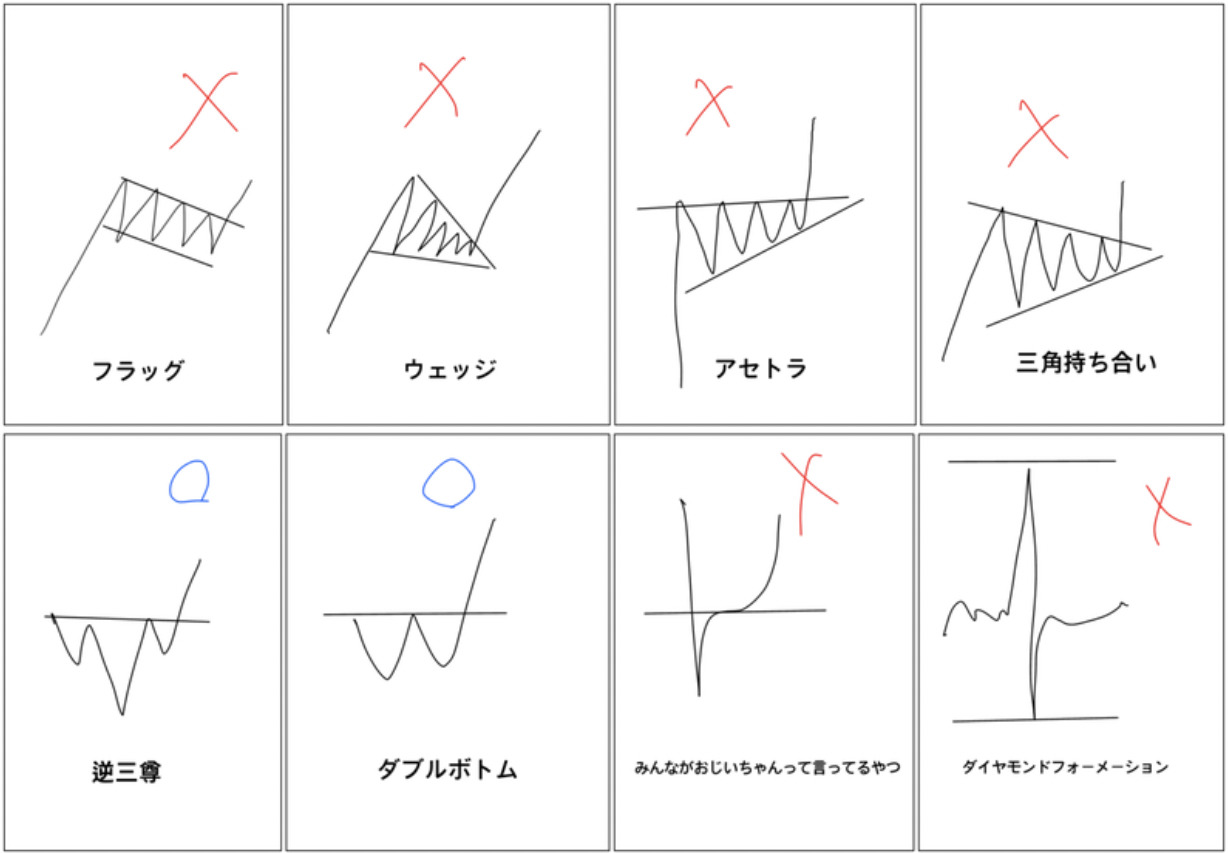 フラッグ
ウェッジ
アセトラ
三角持ち合い
逆三尊
ダブルボトム
みんながおじいちゃんって言ってるやつ
ダイヤモンドフォーメーション